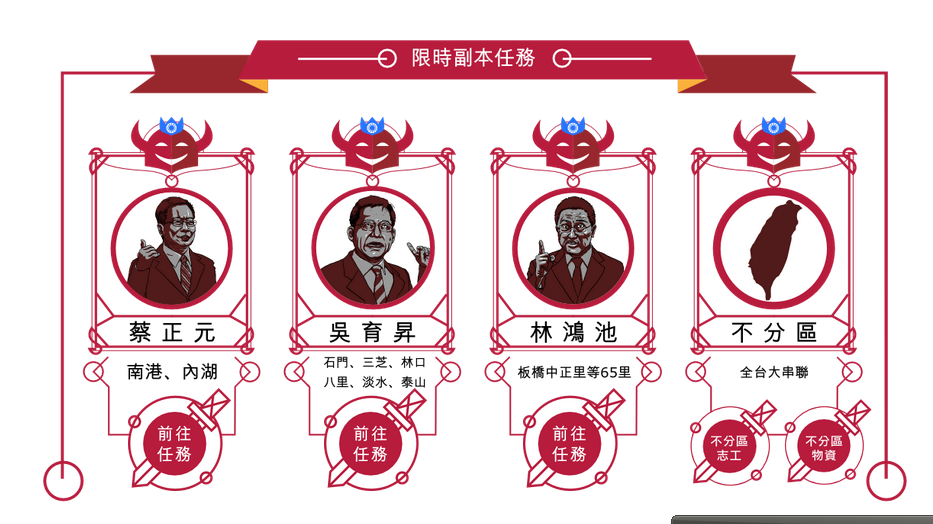 限時副本任務
蔡正元
南港、內湖
前往
任務
吳育昇
石門、三芝、林口
八里、淡水、泰山
前往
任務
林鴻池
板橋中正里等65里
前往
任務
不分區
全台大串聯
不分區
志工
不分區
物資